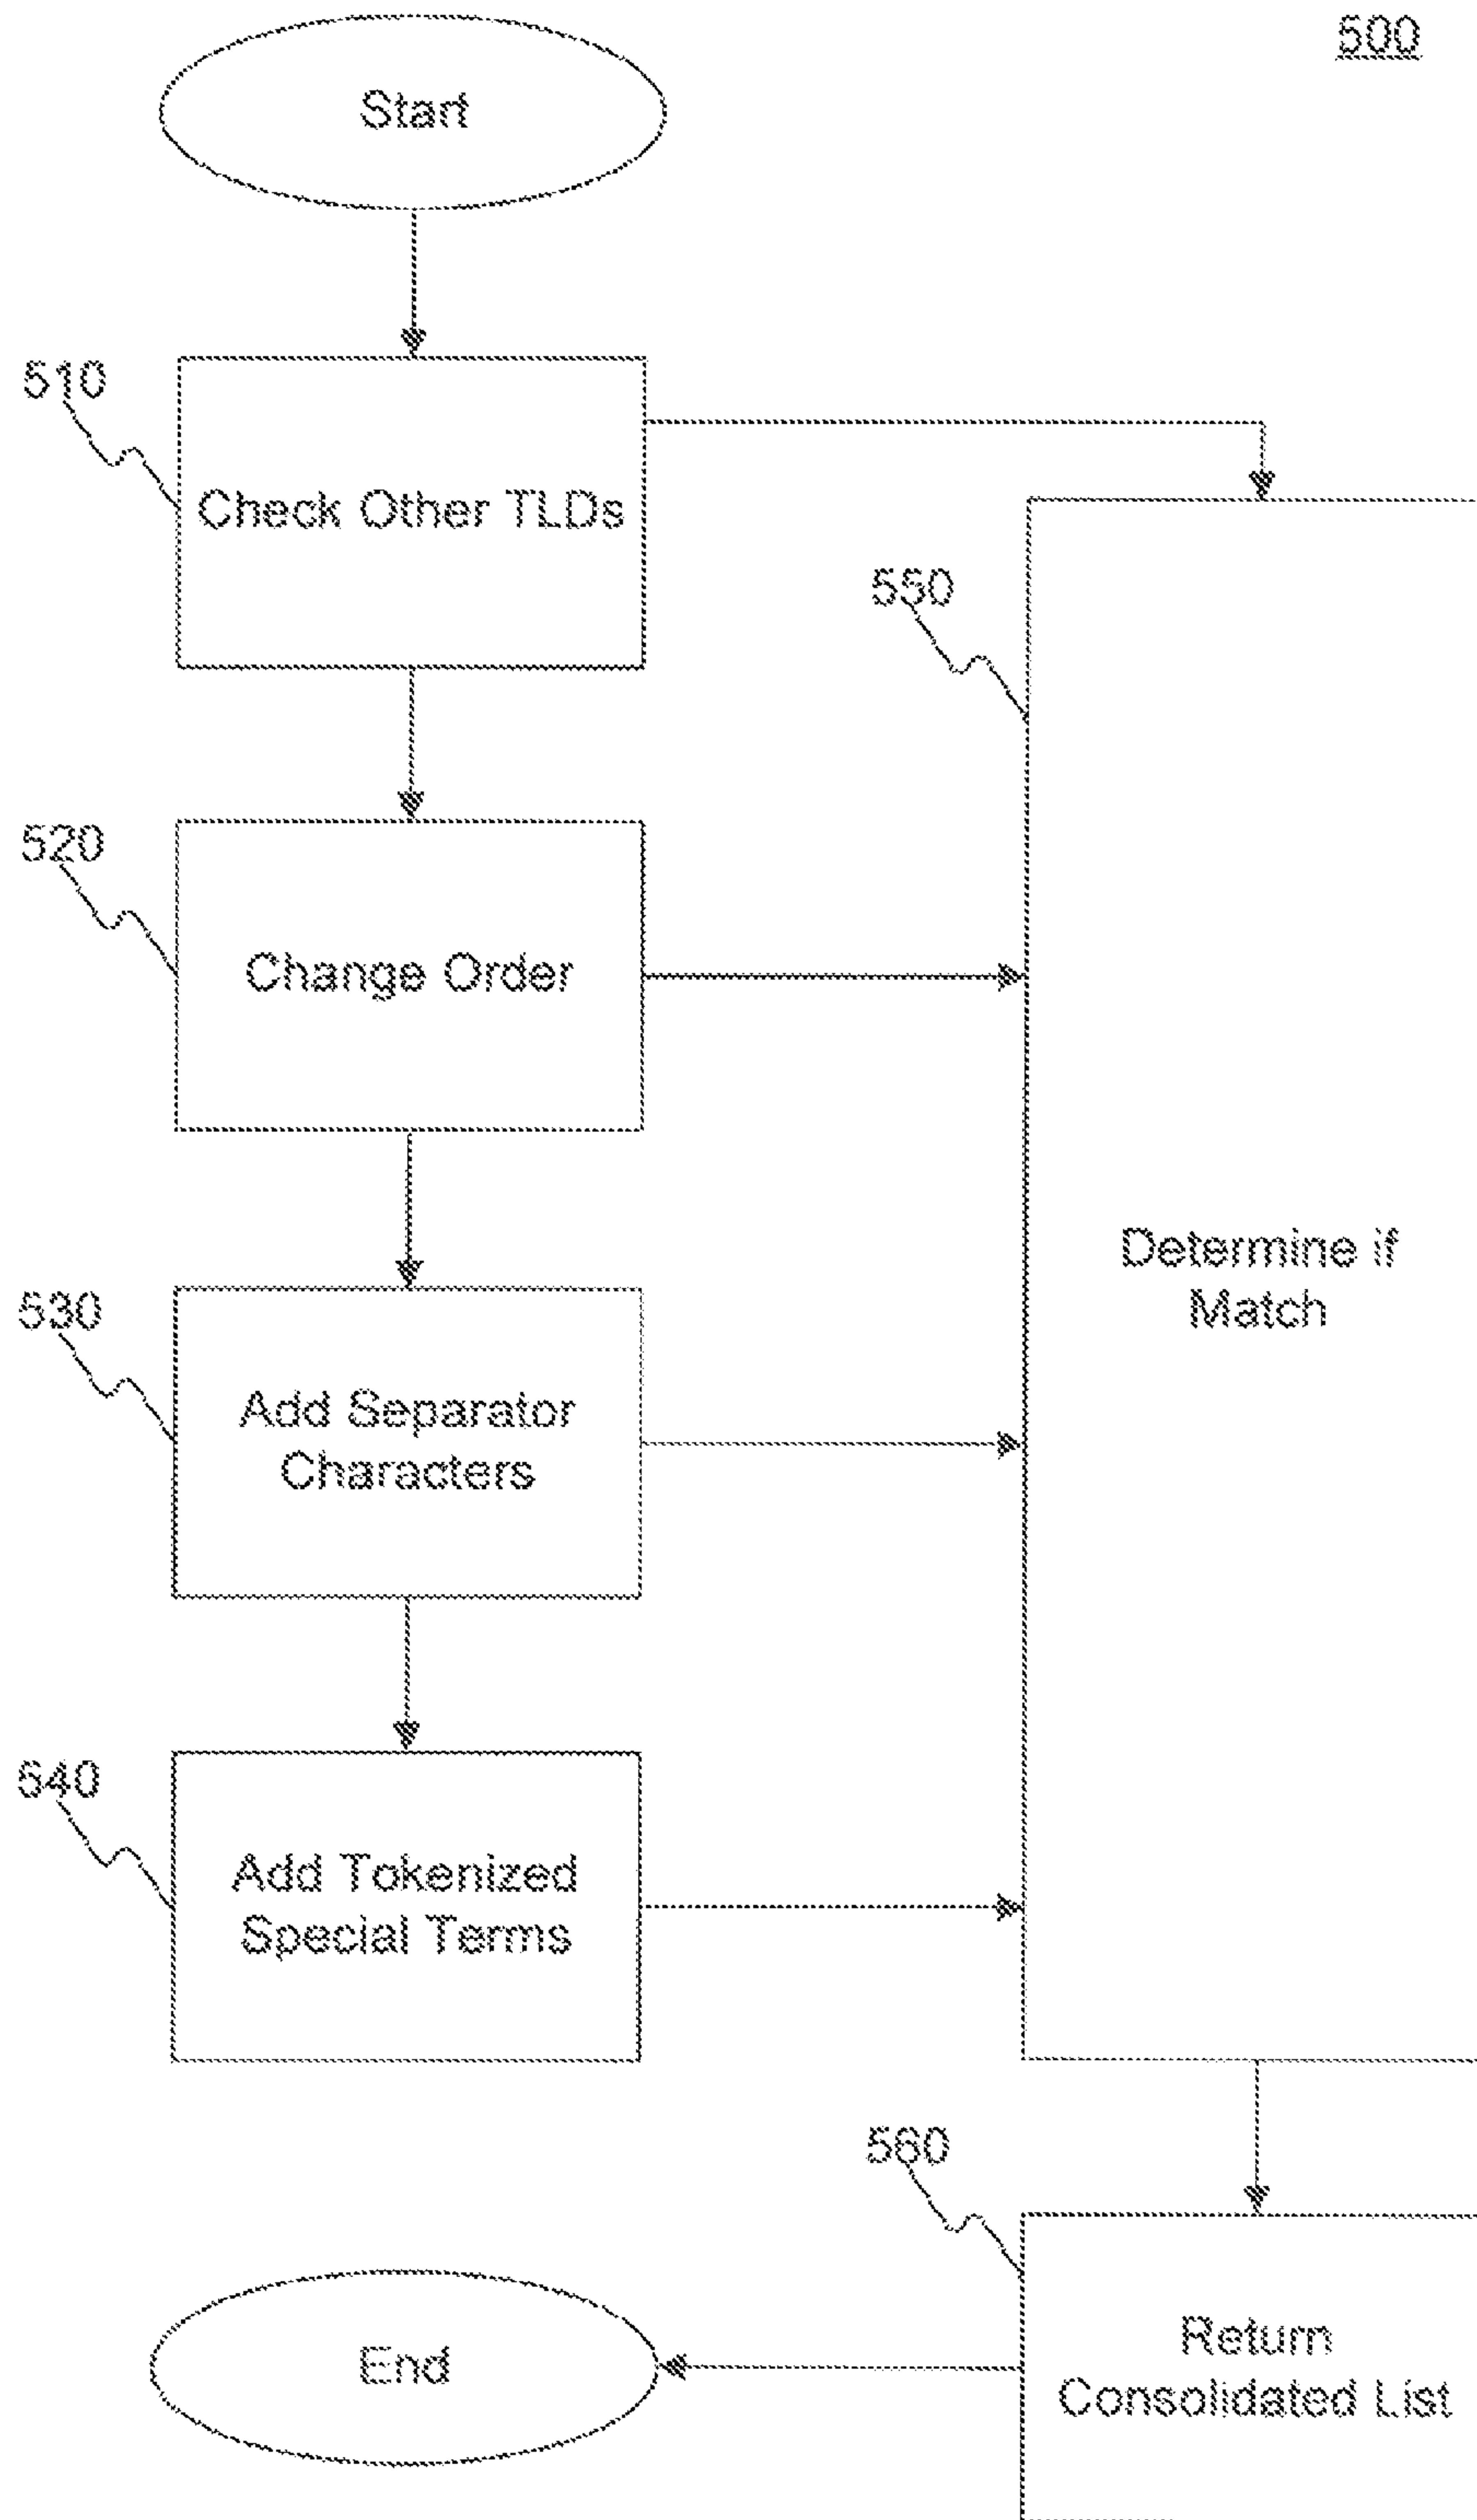 500
Start
510
Check Other TLDs
550
520
Change Order
Determine if
Match
530
Add Separator
Characters
540
Add Tokenized
Special Terms
560
Return
Consolidated List
End